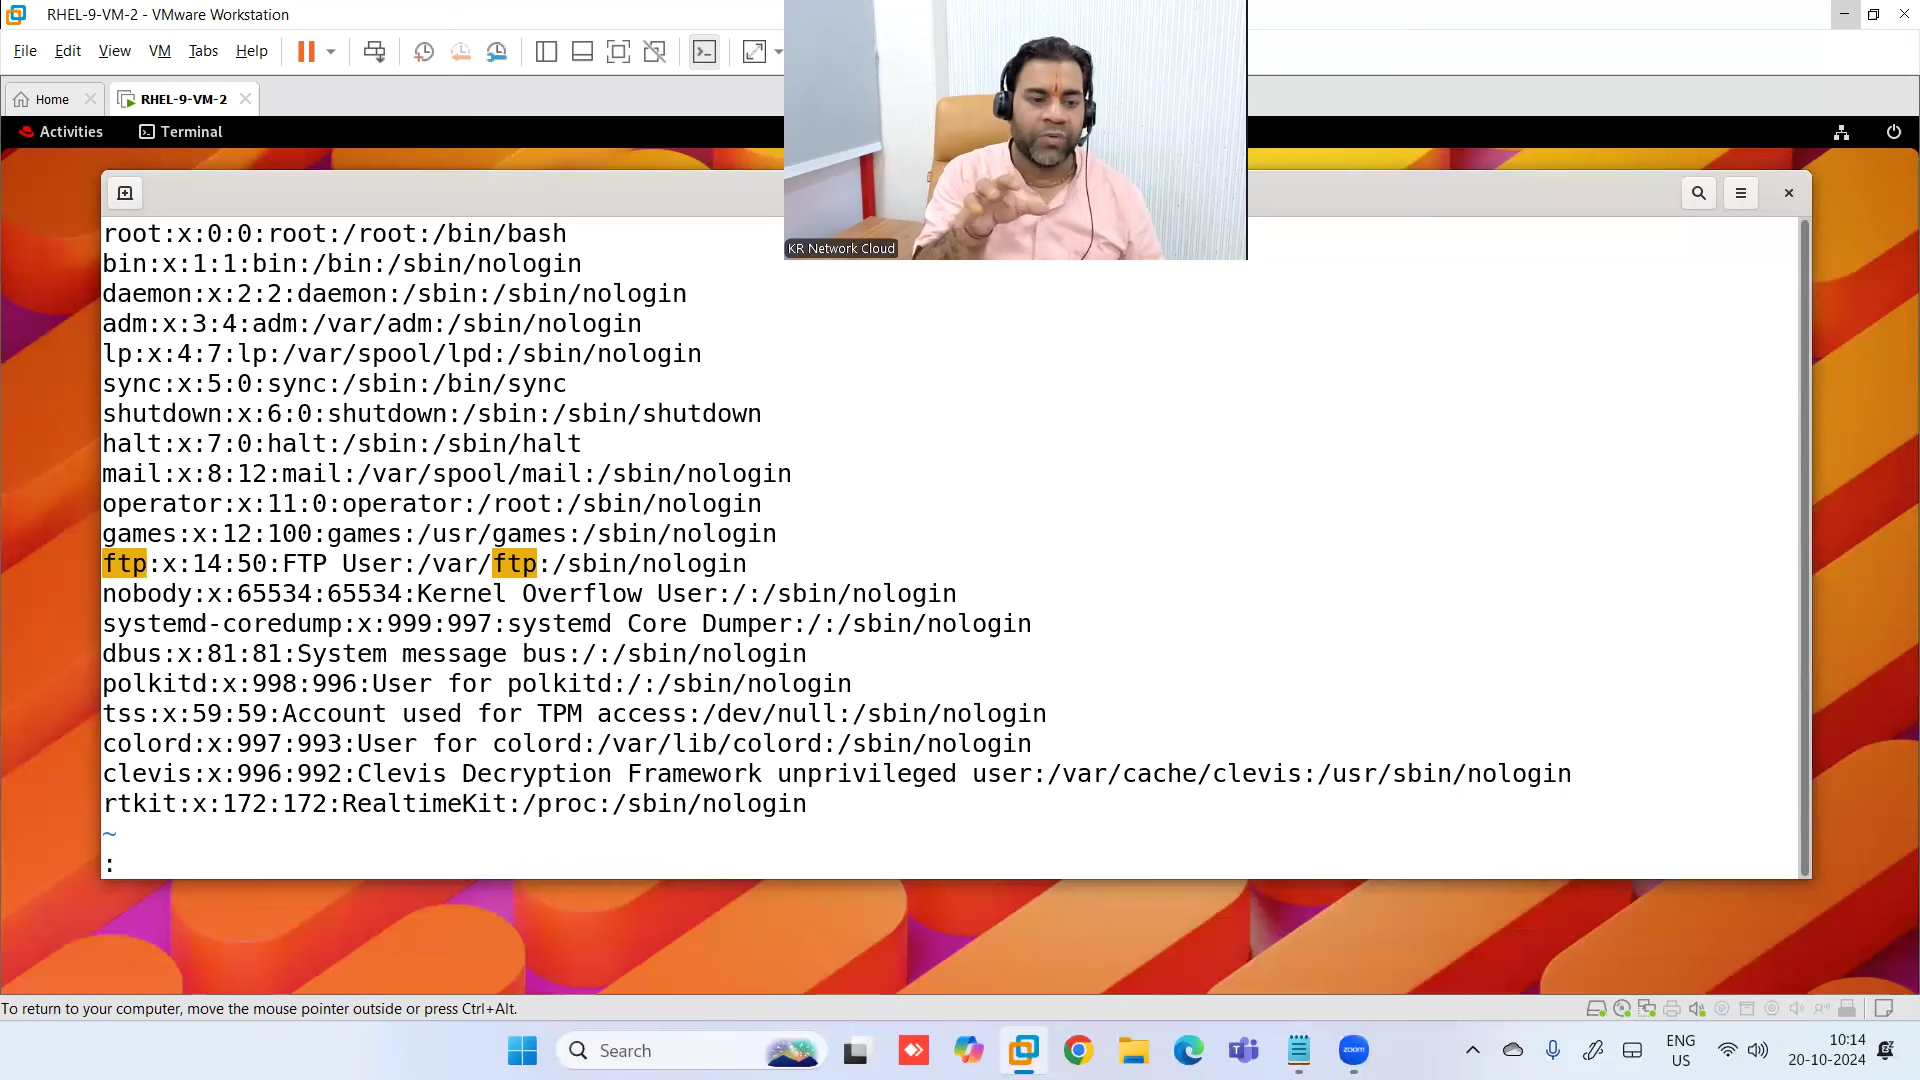 RHEL-9-VM-2 - VMware Workstation
File Edit View VM Tabs Help
Home
RHEL-9-VM-2
Activities
Terminal
KR Network Cloud
root:x:0:0:root:/root:/bin/bash
bin:x:1:1:bin:/bin:/sbin/nologin
daemon:x:2:2:daemon:/sbin:/sbin/nologin
adm:x:3:4:adm:/var/adm:/sbin/nologin
lp:x:4:7:lp:/var/spool/lpd:/sbin/nologin
sync:x:5:0:sync:/sbin:/bin/sync
shutdown:x:6:0:shutdown:/sbin:/sbin/shutdown
halt:x:7:0:halt:/sbin:/sbin/halt
mail:x:8:12:mail:/var/spool/mail:/sbin/nologin
operator:x:11:0:operator:/root:/sbin/nologin
games:x:12:100:games:/usr/games:/sbin/nologin
ftp:x:14:50:FTP User:/var/ftp:/sbin/nologin
nobody:x:65534:65534:Kernel Overflow User:/:/sbin/nologin
systemd-coredump:x:999:997:systemd Core Dumper:/:/sbin/nologin
dbus:x:81:81:System message bus:/:/sbin/nologin
polkitd:x:998:996:User for polkitd:/:/sbin/nologin
tss:x:59:59:Account used for TPM access:/dev/null:/sbin/nologin
colord:x:997:993:User for colord:/var/lib/colord:/sbin/nologin
clevis:x:996:992:Clevis Decryption Framework unprivileged user:/var/cache/clevis:/usr/sbin/nologin
rtkit:x:172:172:RealtimeKit:/proc:/sbin/nologin
~
:
To return to your computer, move the mouse pointer outside or press Ctrl+Alt.
Search
zoom
ENG
US
10:14
20-10-2024